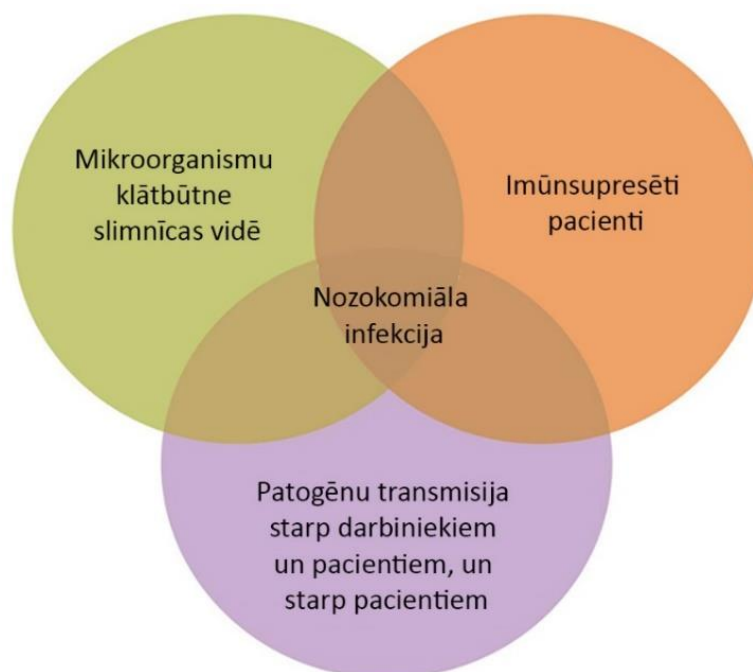 Mikroorganismu
klātbūtne
slimnīcas vidē
Imūnsupresēti
pacienti
Nozokomiāla
infekcija
Patogēnu transmisija
starp darbiniekiem
un pacientiem, un
starp pacientiem